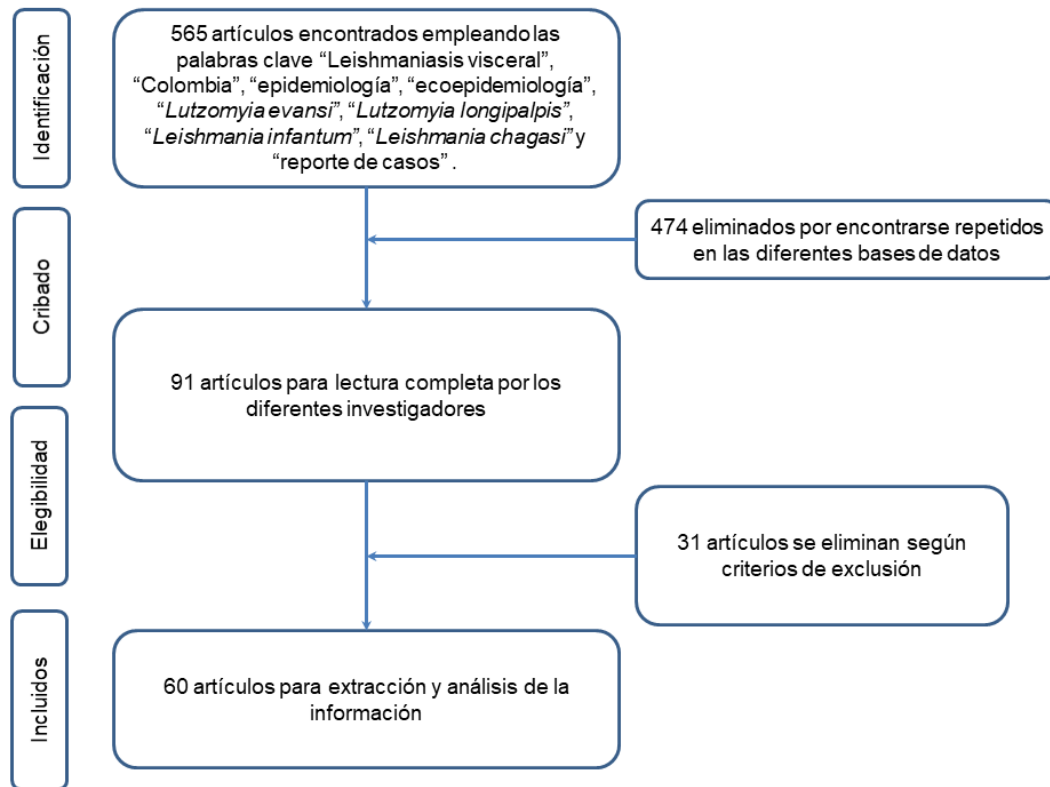 Identificación
565 artículos encontrados empleando las
palabras clave “Leishmaniasis visceral”,
“Colombia”, “epidemiología”, “ecoepidemiología”,
“Lutzomyia evansi”, “Lutzomyia longipalpis”,
“Leishmania infantum”, “Leishmania chagasi” y
“reporte de casos” .
Cribado
474 eliminados por encontrarse repetidos
en las diferentes bases de datos
91 artículos para lectura completa por los
diferentes investigadores
Elegibilidad
31 artículos se eliminan según
criterios de exclusión
Incluidos
60 artículos para extracción y análisis de la
información